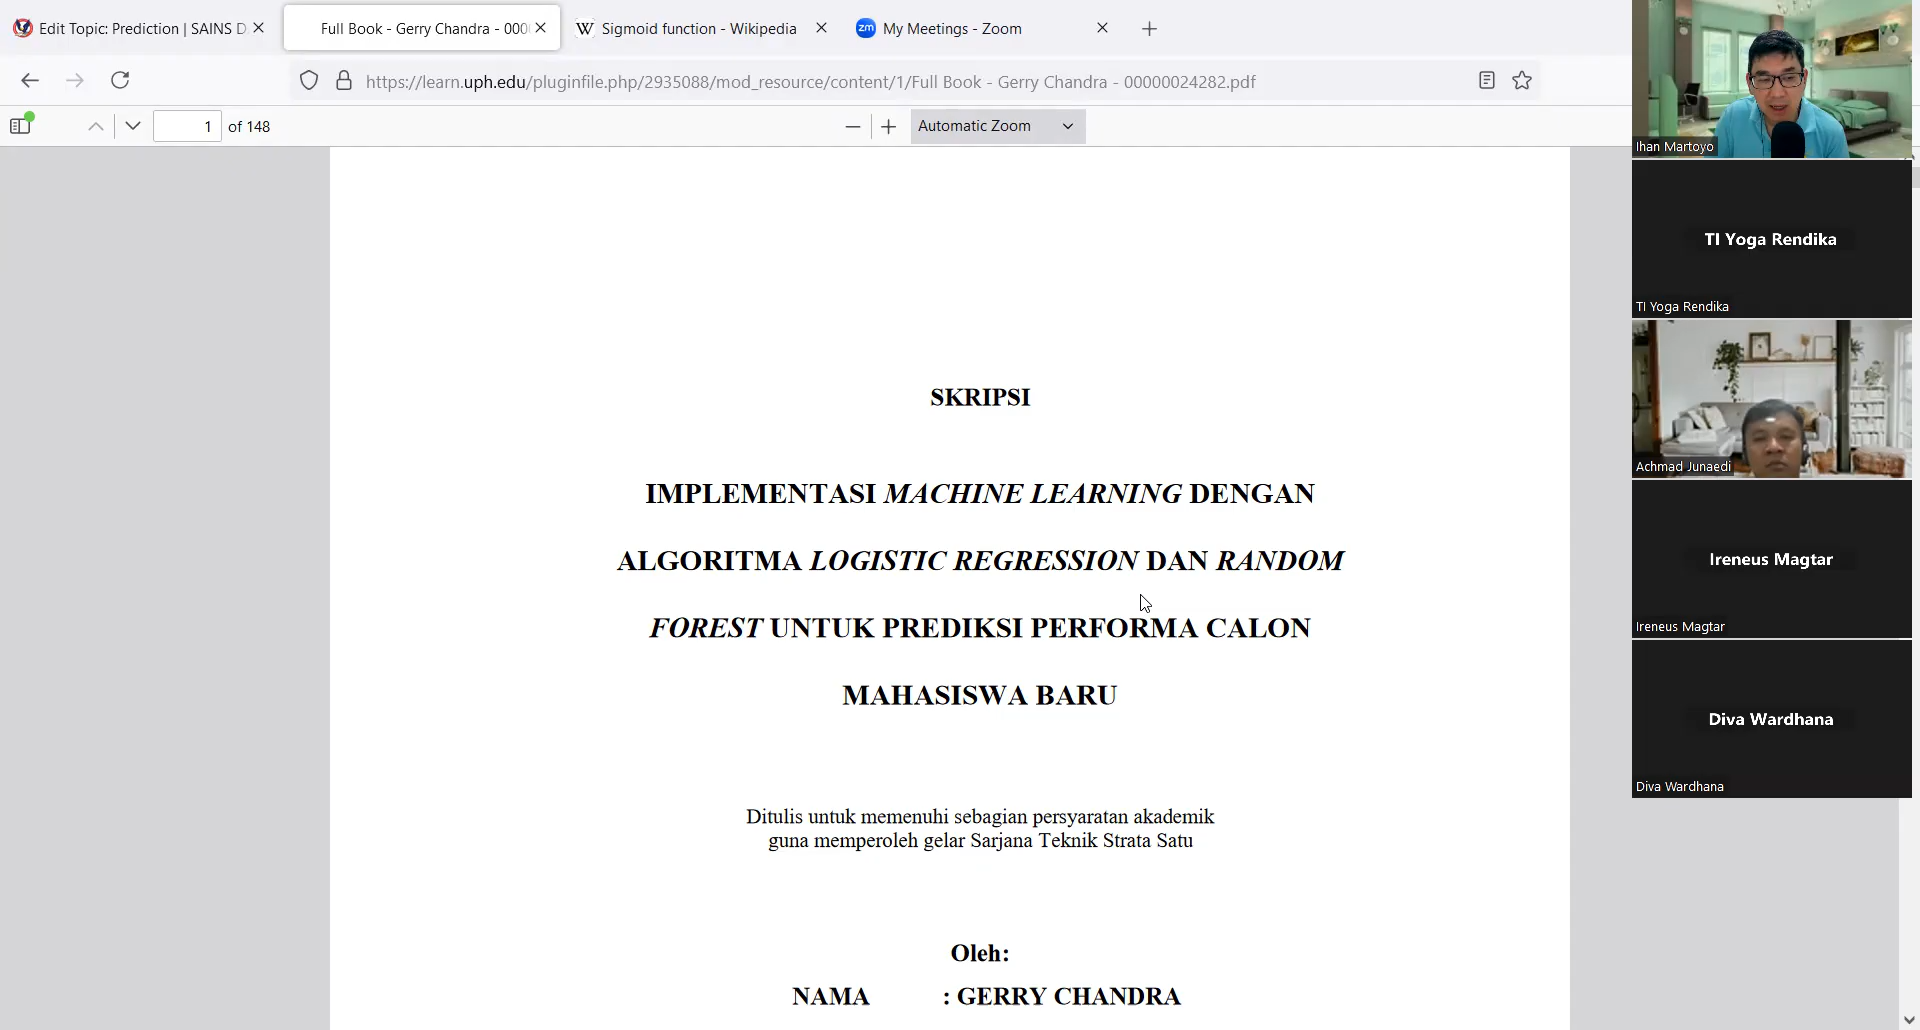 Edit Topic: Prediction | SAINS D
Full Book - Gerry Chandra - 000
W Sigmoid function - Wikipedia
zm My Meetings - Zoom
https://learn.uph.edu/pluginfile.php/2935088/mod_resource/content/1/Full Book - Gerry Chandra - 00000024282.pdf
1 of 148
Automatic Zoom
SKRIPSI
IMPLEMENTASI MACHINE LEARNING DENGAN
ALGORITMA LOGISTIC REGRESSION DAN RANDOM
FOREST UNTUK PREDIKSI PERFORMA CALON
MAHASISWA BARU
Ditulis untuk memenuhi sebagian persyaratan akademik
guna memperoleh gelar Sarjana Teknik Strata Satu
Oleh:
NAMA : GERRY CHANDRA
Ihan Martoyo
TI Yoga Rendika
TI Yoga Rendika
Achmad Junaedi
Ireneus Magtar
Ireneus Magtar
Diva Wardhana
Diva Wardhana